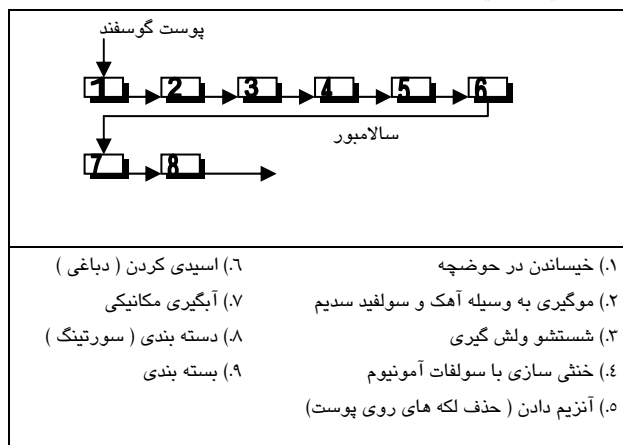 پوست گوسفند
1 2 3 4 5 6
سالامبور
7 8
۱.) خیساندن در حوضچه
۲.) موگیری به وسیله آهک و سولفید سدیم
۳.) شستشو ولش گیری
۴.) خنثی سازی با سولفات آمونیوم
۵.) آنزیم دادن ( حذف لکه های روی پوست)
۶.) اسیدی کردن ( دباغی )
۷.) آبگیری مکانیکی
۸.) دسته بندی ( سورتینگ )
۹.) بسته بندی